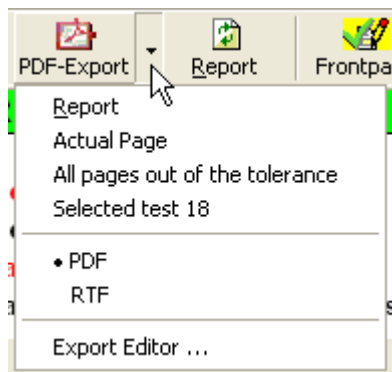 PDF-Export Report Frontpa
Report
Actual Page
All pages out of the tolerance
Selected test 18
• PDF
RTF
Export Editor ...